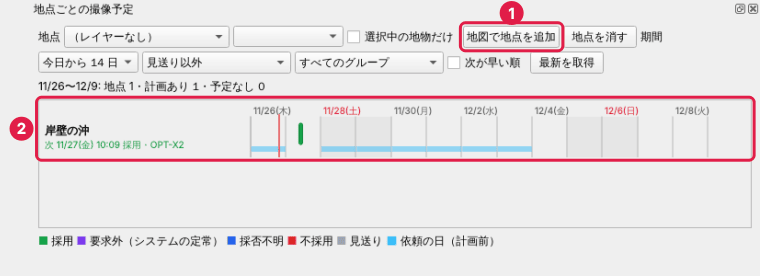 地点ごとの撮像予定
1
地点 （レイヤーなし） 選択中の地物だけ 地図で地点を追加 地点を消す 期間
今日から 14 日 見送り以外 すべてのグループ 次が早い順 最新を取得
11/26〜12/9: 地点 1・計画あり 1・予定なし 0
11/26(木) 11/28(土) 11/30(月) 12/2(水) 12/4(金) 12/6(日) 12/8(火)
2
岸壁の沖
次 11/27(金) 10:09 採用・OPT-X2
採用 要求外（システムの定常） 採否不明 不採用 見送り 依頼の日（計画前）